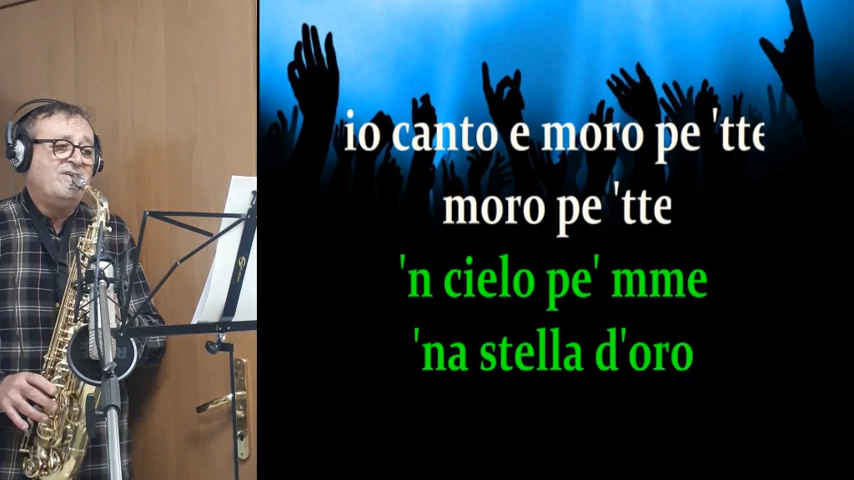 io canto e moro pe 'tte
moro pe 'tte
'n cielo pe' mme
'na stella d'oro